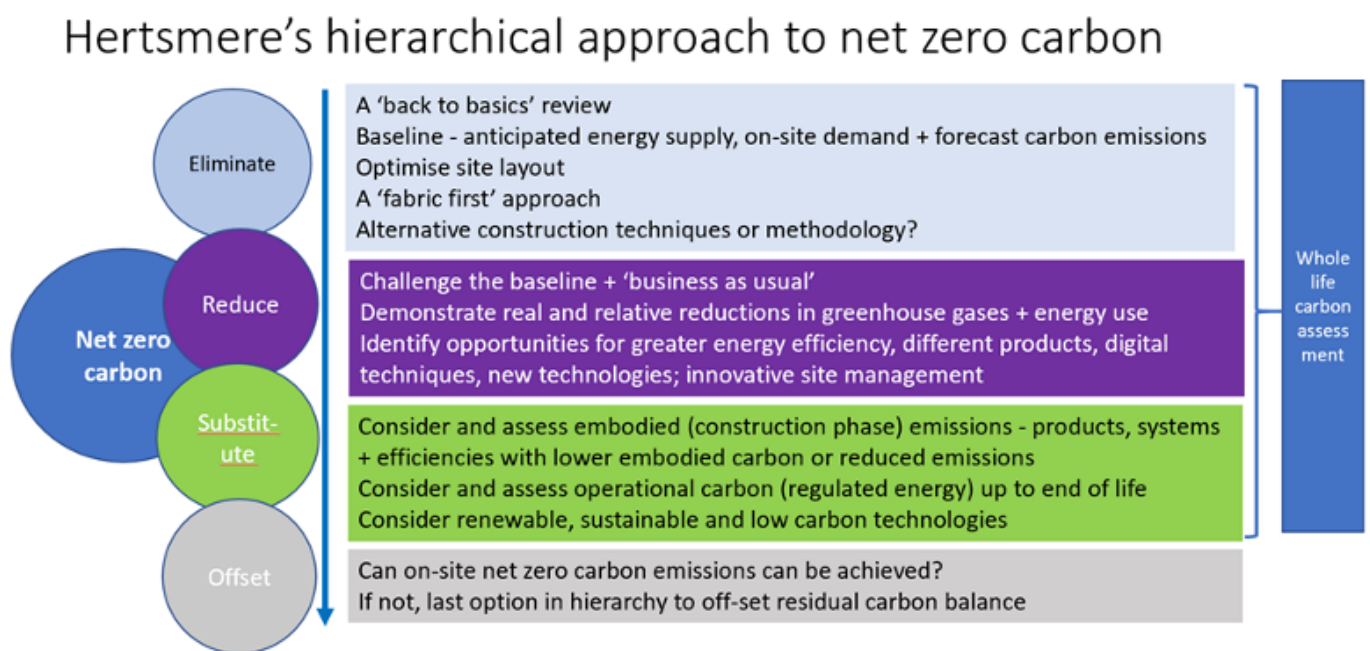 Hertsmere's hierarchical approach to net zero carbon
Eliminate
A 'back to basics' review
Baseline - anticipated energy supply, on-site demand + forecast carbon emissions
Optimise site layout
A 'fabric first' approach
Alternative construction techniques or methodology?
Net zero
carbon
Reduce
Challenge the baseline + 'business as usual'
Demonstrate real and relative reductions in greenhouse gases + energy use
Identify opportunities for greater energy efficiency, different products, digital
techniques, new technologies; innovative site management
Substit-
ute
Consider and assess embodied (construction phase) emissions - products, systems
+ efficiencies with lower embodied carbon or reduced emissions
Consider and assess operational carbon (regulated energy) up to end of life
Consider renewable, sustainable and low carbon technologies
Offset
Can on-site net zero carbon emissions can be achieved?
If not, last option in hierarchy to off-set residual carbon balance
Whole
life
carbon
assess
ment